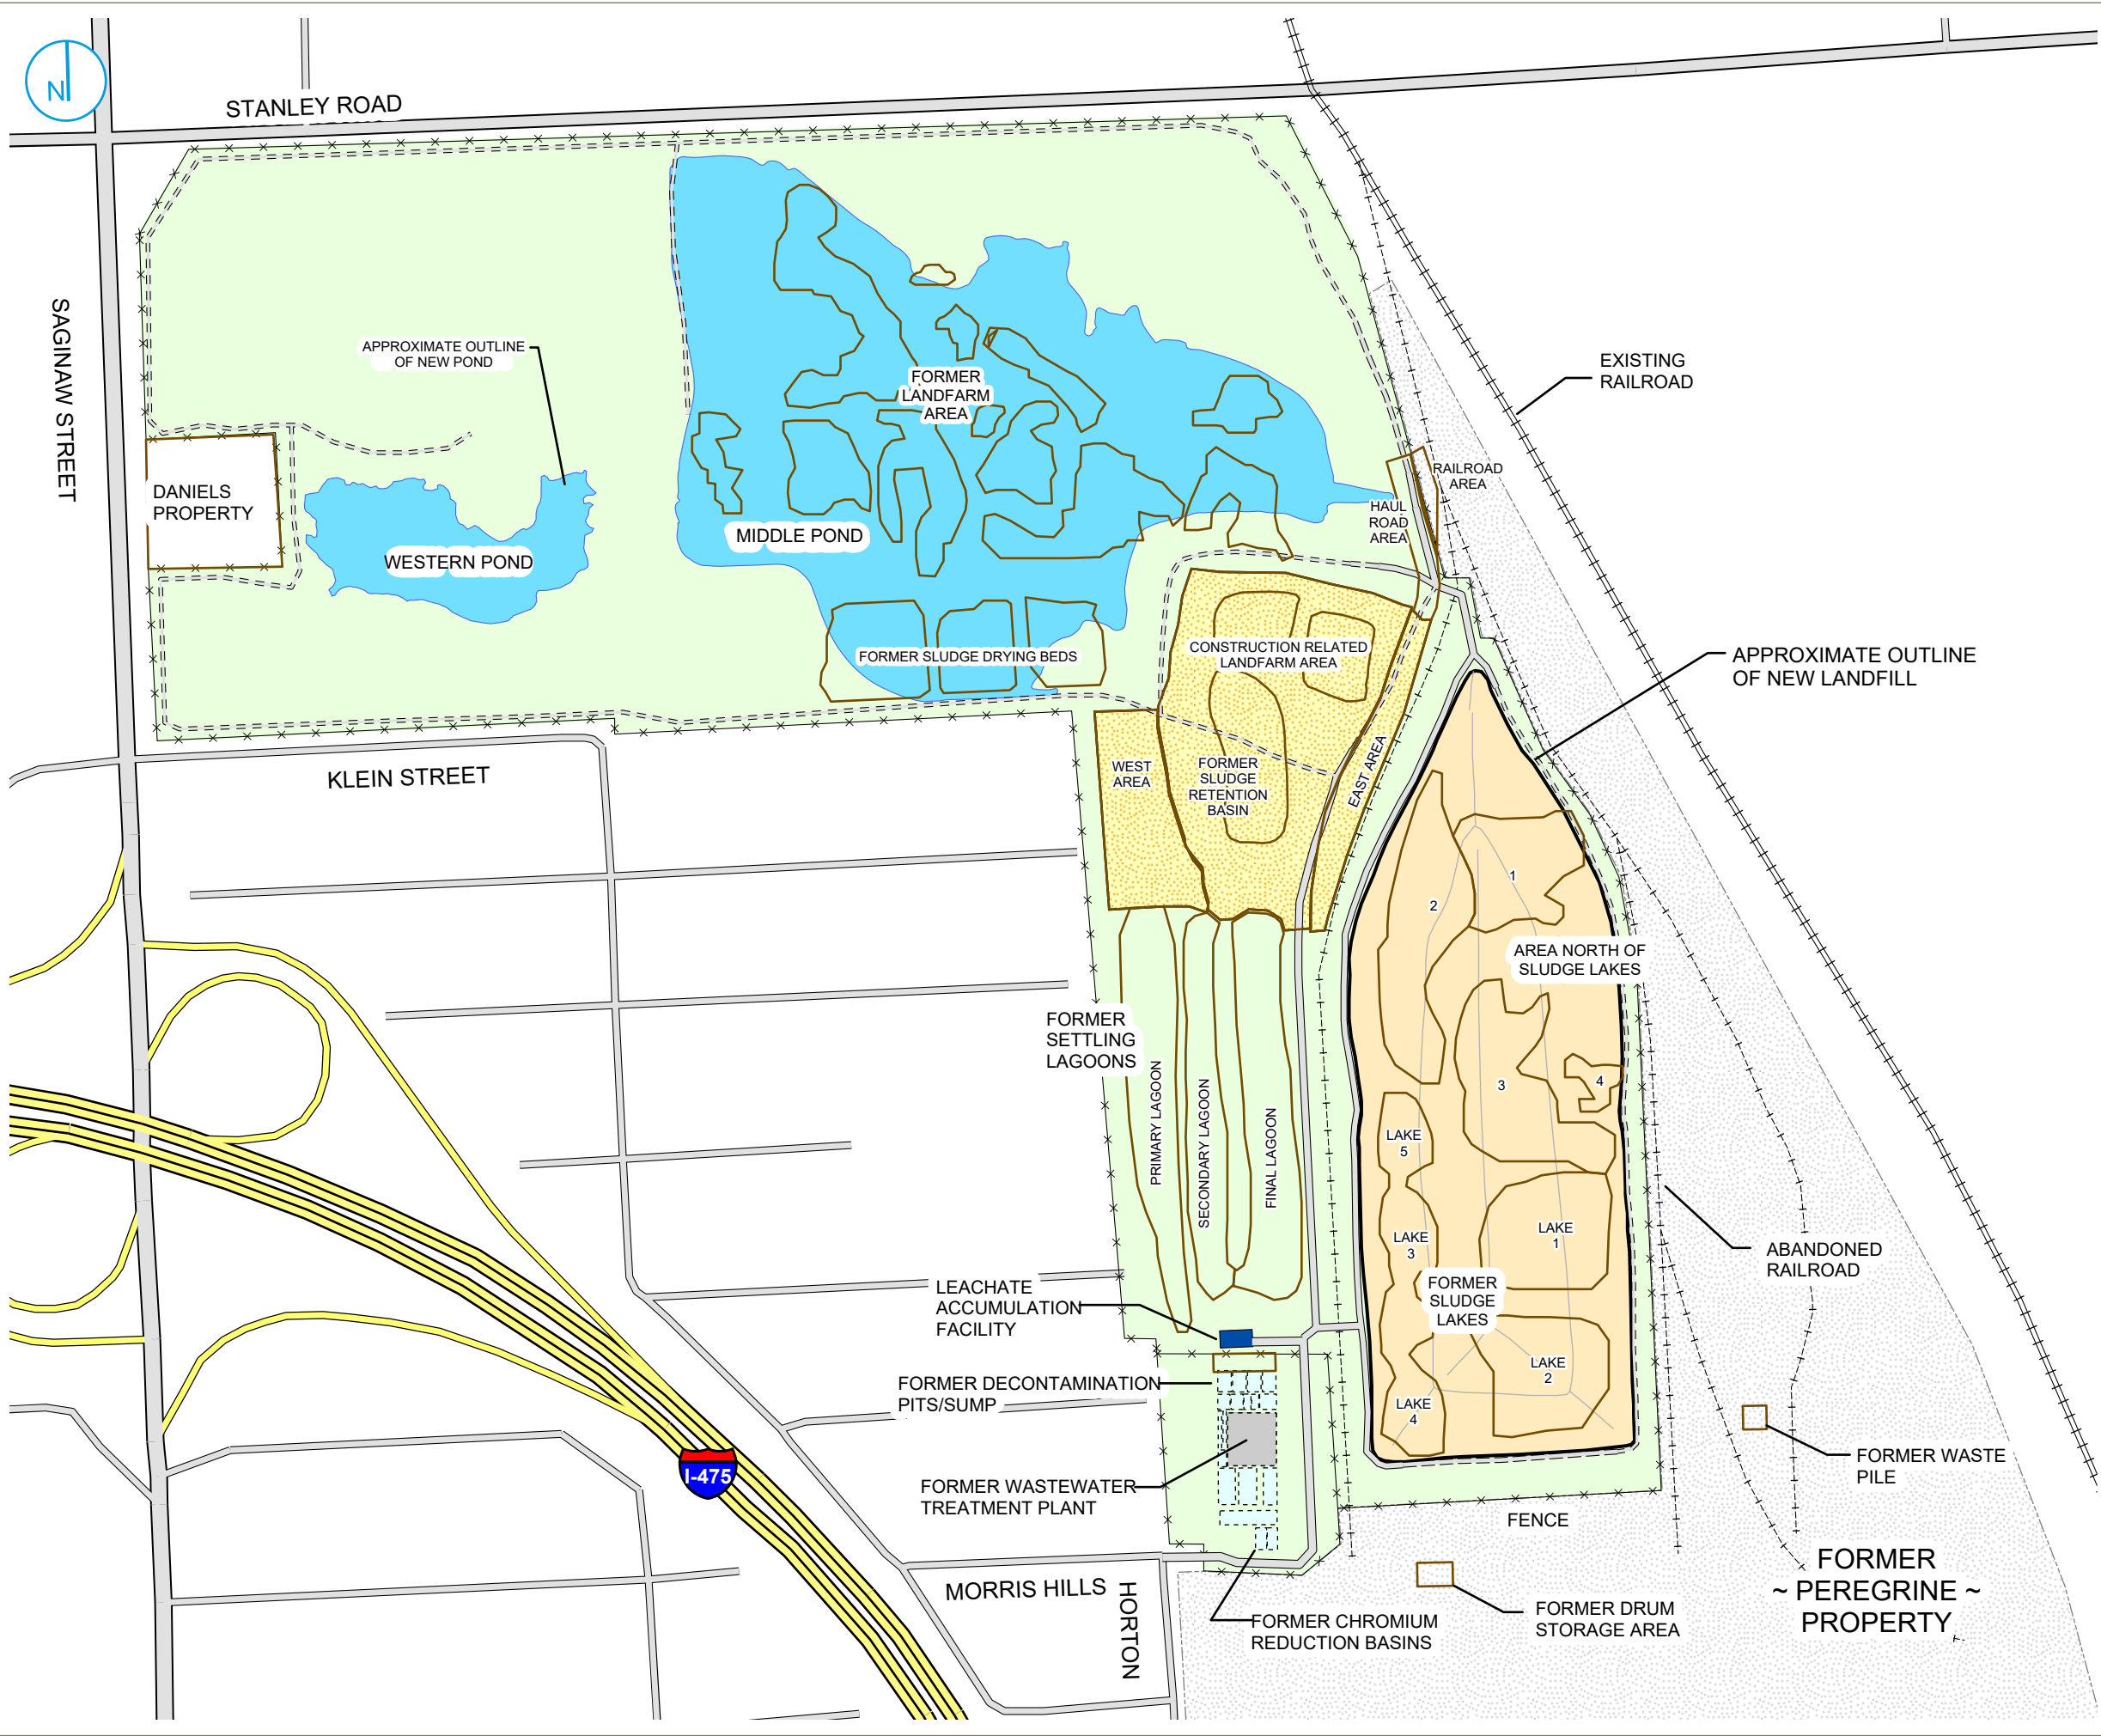 N
STANLEY ROAD
SAGINAW STREET
APPROXIMATE OUTLINE
OF NEW POND
EXISTING
RAILROAD
FORMER
LANDFARM
AREA
RAILROAD
AREA
DANIELS
PROPERTY
HAUL
ROAD
AREA
MIDDLE POND
WESTERN POND
FORMER SLUDGE DRYING BEDS
CONSTRUCTION RELATED
LANDFARM AREA
APPROXIMATE OUTLINE
OF NEW LANDFILL
KLEIN STREET
WEST
AREA
FORMER
SLUDGE
RETENTION
BASIN
EAST AREA
1
2
AREA NORTH OF
SLUDGE LAKES
FORMER
SETTLING
LAGOONS
3
4
PRIMARY LAGOON
SECONDARY LAGOON
FINAL LAGOON
LAKE
5
LAKE
3
LAKE
1
FORMER
SLUDGE
LAKES
ABANDONED
RAILROAD
LEACHATE
ACCUMULATION
FACILITY
LAKE
2
LAKE
4
FORMER DECONTAMINATION
PITS/SUMP
I-475
FORMER WASTEWATER
TREATMENT PLANT
FORMER WASTE
PILE
FENCE
FORMER
~ PEREGRINE ~
PROPERTY
MORRIS HILLS
HORTON
FORMER CHROMIUM
REDUCTION BASINS
FORMER DRUM
STORAGE AREA